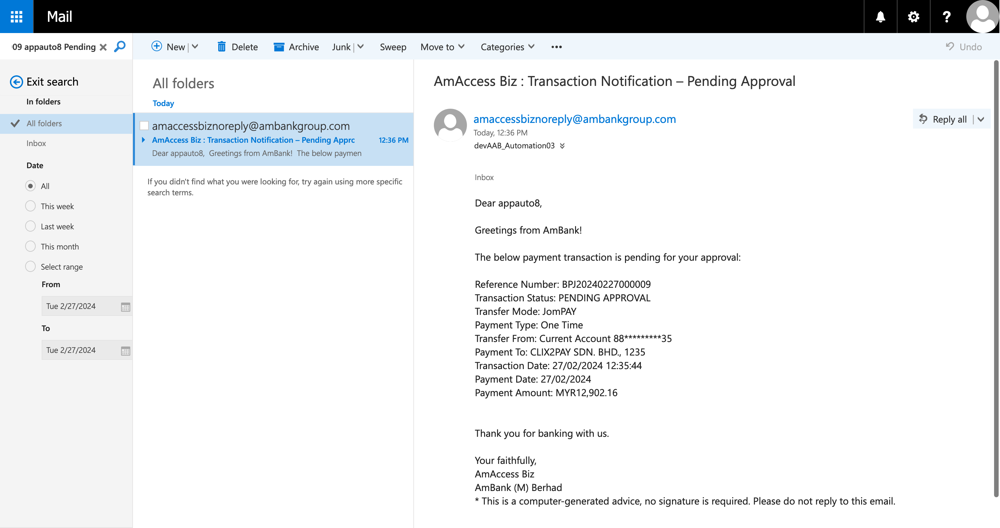 Mail
09 appauto8 Pending
New
Delete
Archive
Junk
Sweep
Move to
Categories
Undo
Exit search
In folders
All folders
Inbox
Date
All
This week
Last week
This month
Select range
From
Tue 2/27/2024
To
Tue 2/27/2024
All folders
Today
amaccessbiznoreply@ambankgroup.com
AmAccess Biz : Transaction Notification – Pending Appro 12:36 PM
Dear appauto8, Greetings from AmBank! The below paymen
If you didn't find what you were looking for, try again using more specific
search terms.
AmAccess Biz : Transaction Notification – Pending Approval
amaccessbiznoreply@ambankgroup.com
Reply all
Today, 12:36 PM
devAAB_Automation03
Inbox
Dear appauto8,
Greetings from AmBank!
The below payment transaction is pending for your approval:
Reference Number: BPJ20240227000009
Transaction Status: PENDING APPROVAL
Transfer Mode: JomPAY
Payment Type: One Time
Transfer From: Current Account 88*********35
Payment To: CLIX2PAY SDN. BHD., 1235
Transaction Date: 27/02/2024 12:35:44
Payment Date: 27/02/2024
Payment Amount: MYR12,902.16
Thank you for banking with us.
Your faithfully,
AmAccess Biz
AmBank (M) Berhad
* This is a computer-generated advice, no signature is required. Please do not reply to this email.